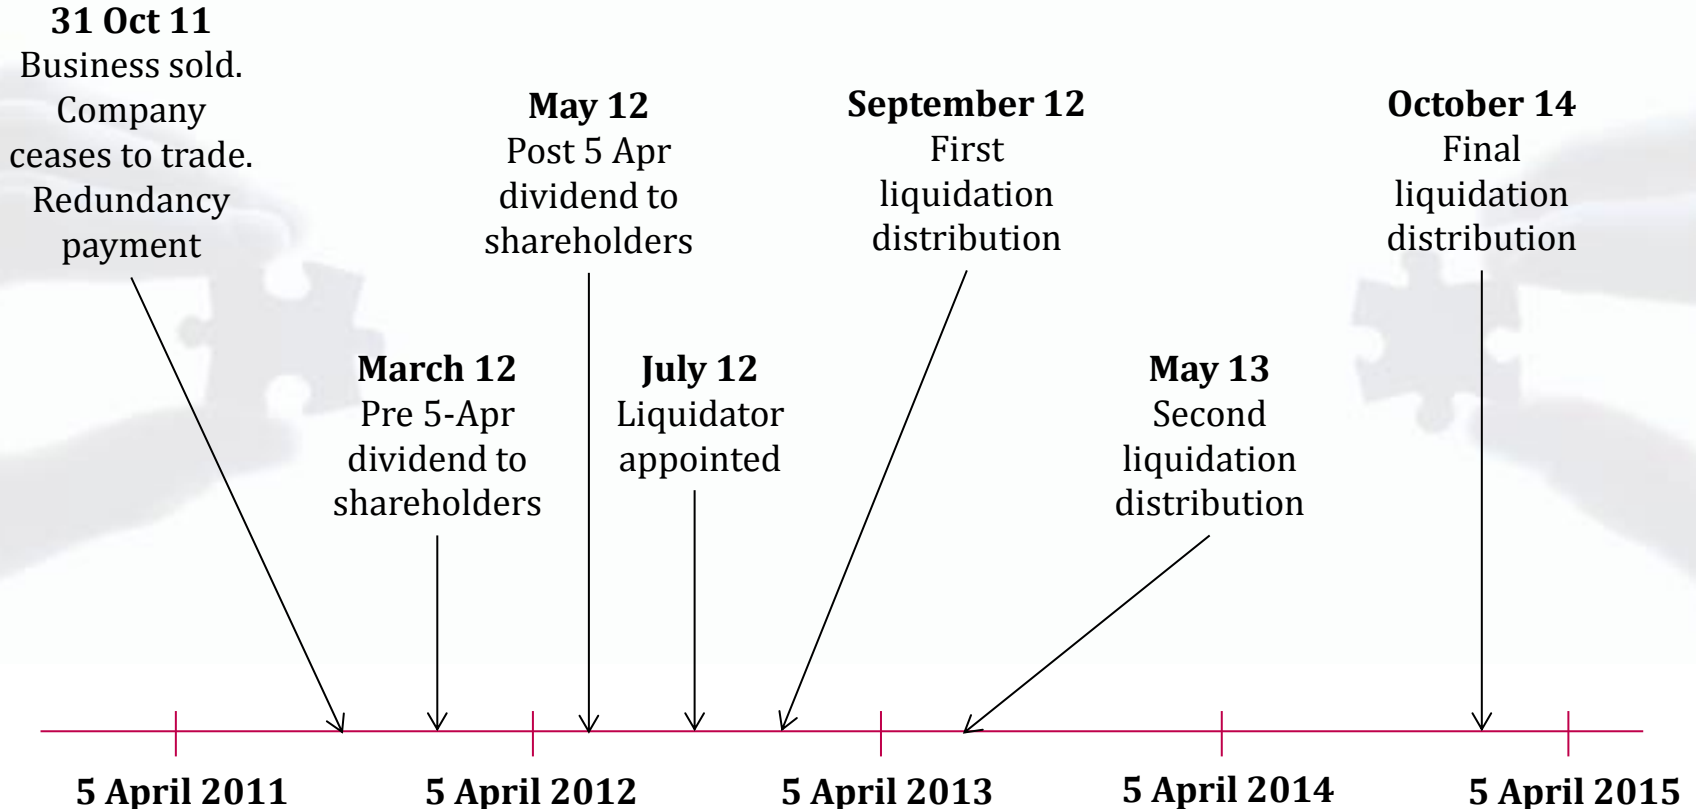 31 Oct 11
Business sold.
Company
ceases to trade.
Redundancy
payment
March 12
Pre 5-Apr
dividend to
shareholders
May 12
Post 5 Apr
dividend to
shareholders
July 12
Liquidator
appointed
September 12
First
liquidation
distribution
May 13
Second
liquidation
distribution
October 14
Final
liquidation
distribution
5 April 2011
5 April 2012
5 April 2013
5 April 2014
5 April 2015